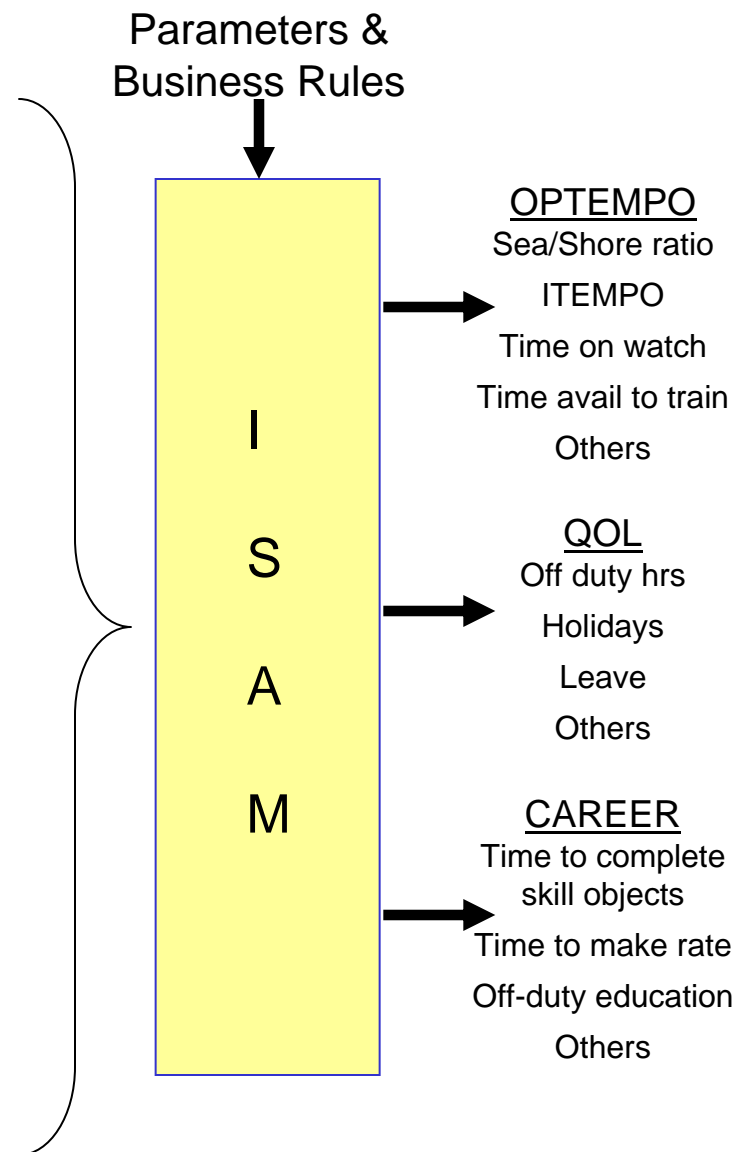 Parameters &
Business Rules
I
S
A
M
OPTEMPO
Sea/Shore ratio
ITEMPO
Time on watch
Time avail to train
Others
QOL
Off duty hrs
Holidays
Leave
Others
CAREER
Time to complete
skill objects
Time to make rate
Off-duty education
Others